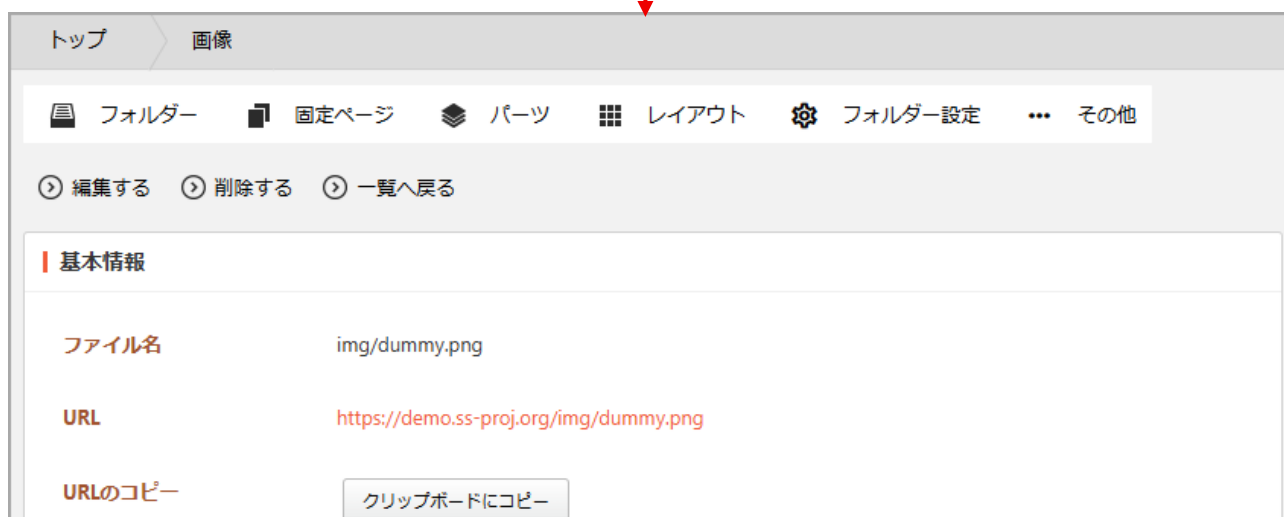 トップ 画像
フォルダー 固定ページ パーツ レイアウト フォルダー設定 ••• その他
編集する 削除する 一覧へ戻る
基本情報
ファイル名 img/dummy.png
URL https://demo.ss-proj.org/img/dummy.png
URLのコピー クリップボードにコピー